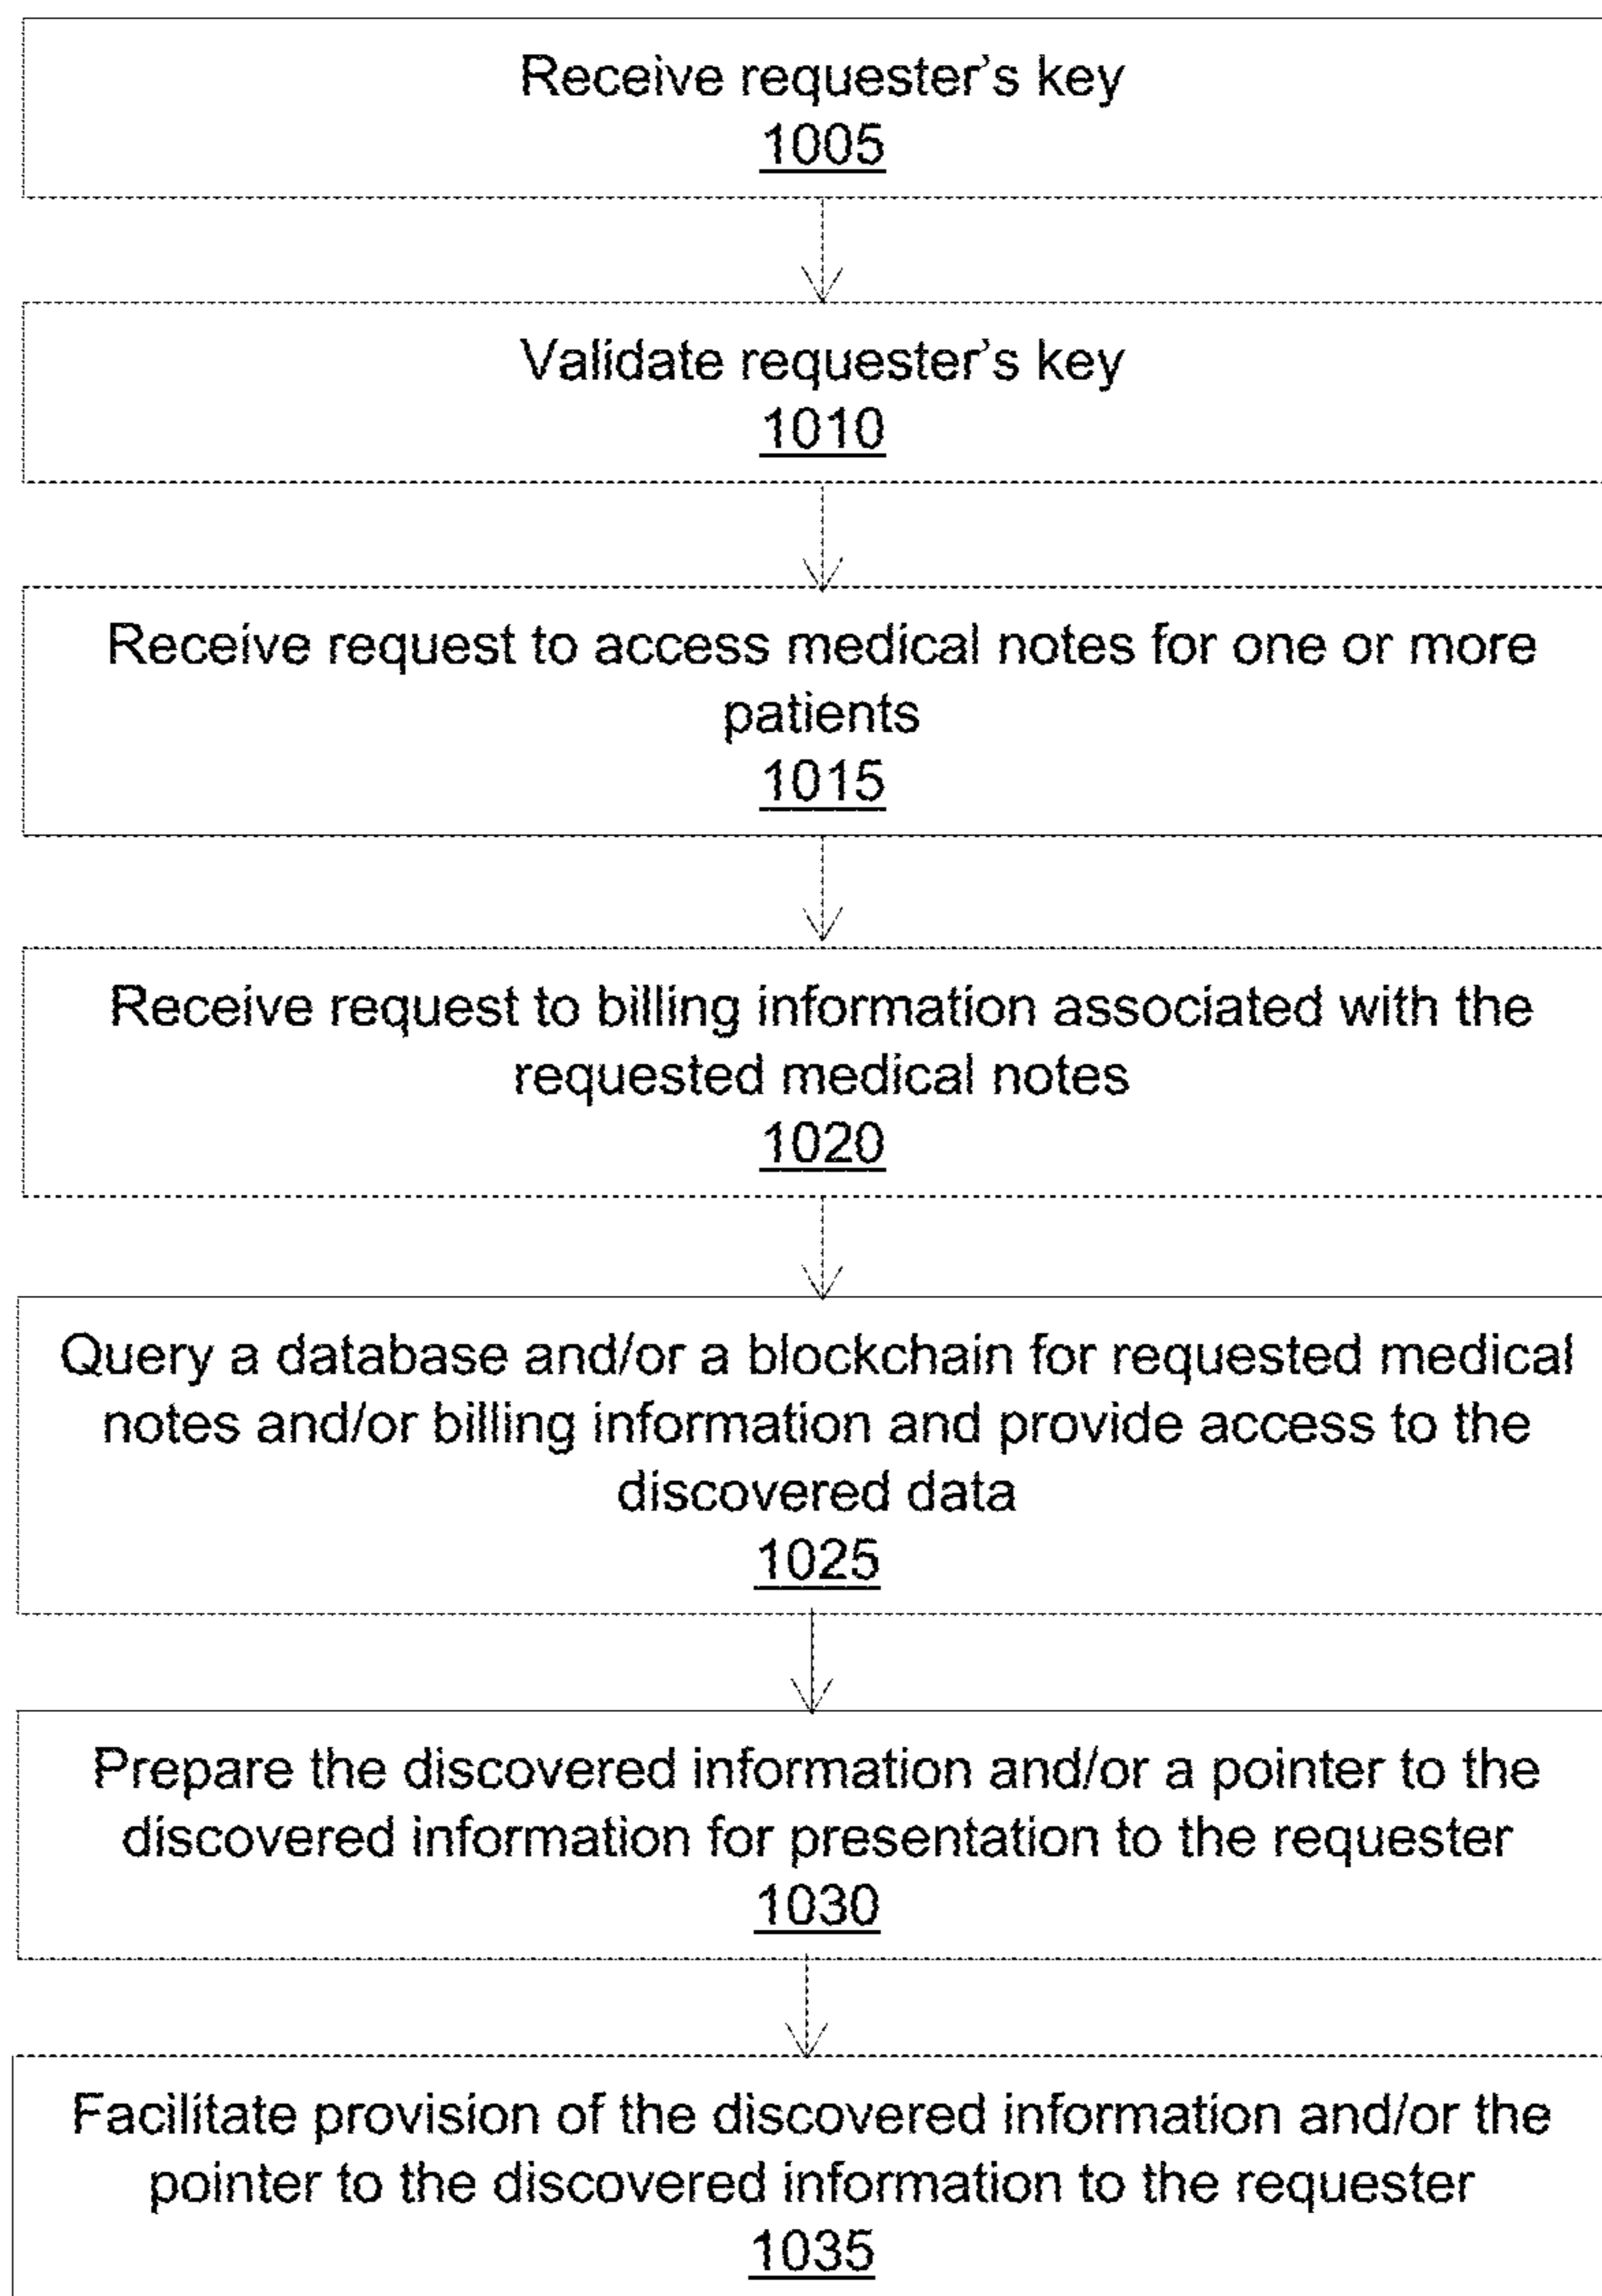 Receive requester's key
1005
Validate requester's key
1010
Receive request to access medical notes for one or more
patients
1015
Receive request to billing information associated with the
requested medical notes
1020
Query a database and/or a blockchain for requested medical
notes and/or billing information and provide access to the
discovered data
1025
Prepare the discovered information and/or a pointer to the
discovered information for presentation to the requester
1030
Facilitate provision of the discovered information and/or the
pointer to the discovered information to the requester
1035